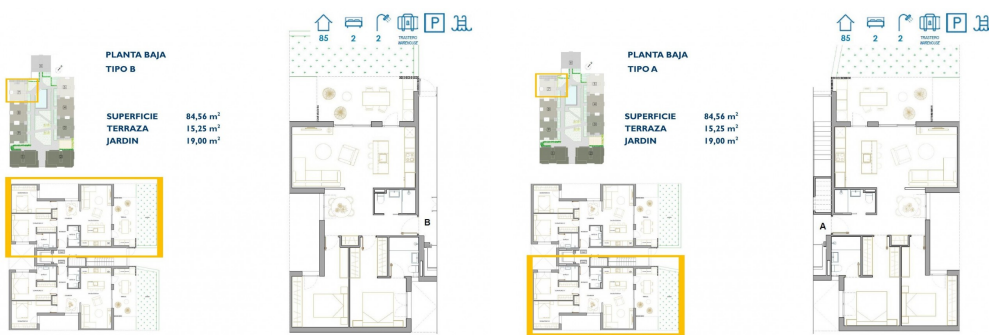 85 2 2 TRASTERO P
PLANTA BAJA
TIPO B
SUPERFICIE 84,56 m²
TERRAZA 15,25 m²
JARDIN 19,00 m²
B
85 2 2 TRASTERO P
PLANTA BAJA
TIPO A
SUPERFICIE 84,56 m²
TERRAZA 15,25 m²
JARDIN 19,00 m²
A